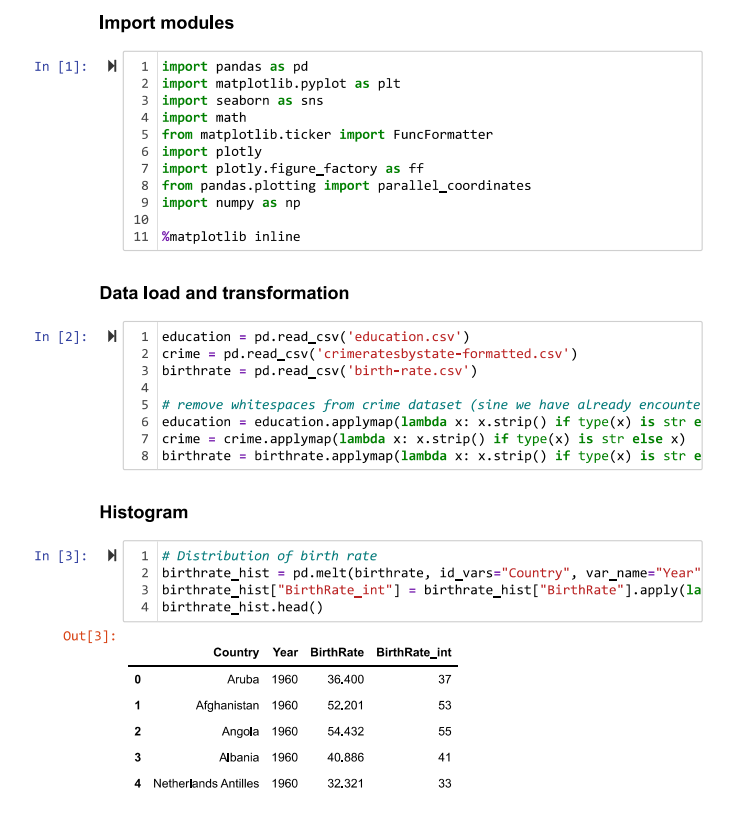 Import modules
In [1]:
1 import pandas as pd
2 import matplotlib.pyplot as plt
3 import seaborn as sns
4 import math
5 from matplotlib.ticker import FuncFormatter
6 import plotly
7 import plotly.figure_factory as ff
8 from pandas.plotting import parallel_coordinates
9 import numpy as np
10
11 %matplotlib inline
Data load and transformation
In [2]:
1 education = pd.read_csv('education.csv')
2 crime = pd.read_csv('crimeratesbystate-formatted.csv')
3 birthrate = pd.read_csv('birth-rate.csv')
4
5 # remove whitespaces from crime dataset (sine we have already encounte
6 education = education.applymap(lambda x: x.strip() if type(x) is str e
7 crime = crime.applymap(lambda x: x.strip() if type(x) is str else x)
8 birthrate = birthrate.applymap(lambda x: x.strip() if type(x) is str e
Histogram
In [3]:
1 # Distribution of birth rate
2 birthrate_hist = pd.melt(birthrate, id_vars="Country", var_name="Year"
3 birthrate_hist["BirthRate_int"] = birthrate_hist["BirthRate"].apply(la
4 birthrate_hist.head()
Out[3]:
Country Year BirthRate BirthRate_int
0 Aruba 1960 36.400 37
1 Afghanistan 1960 52.201 53
2 Angola 1960 54.432 55
3 Albania 1960 40.886 41
4 Netherlands Antilles 1960 32.321 33